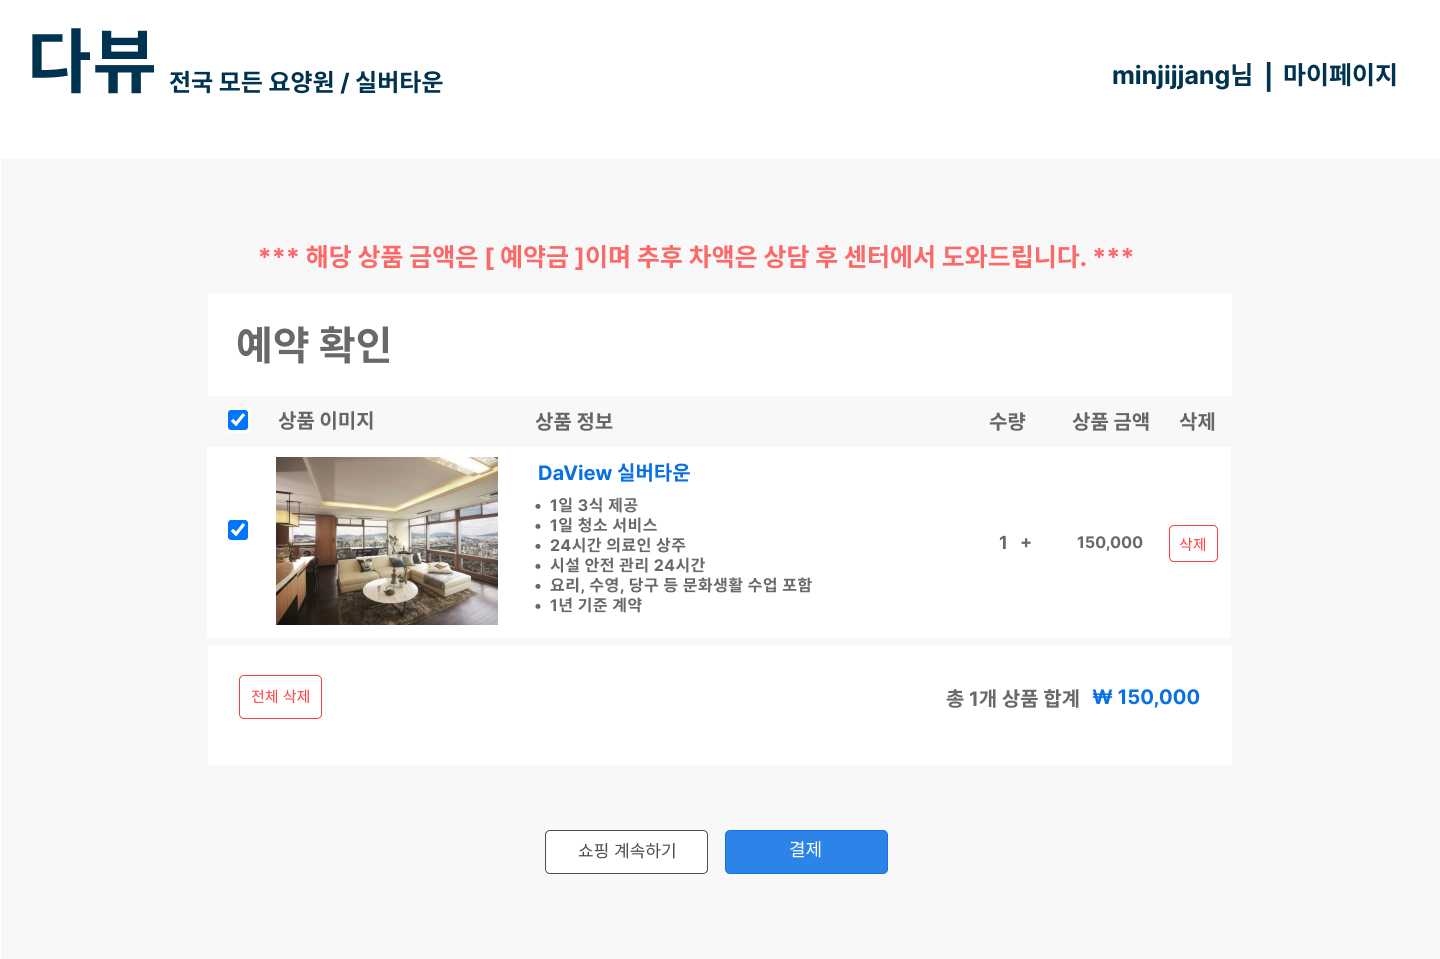 다뷰 전국 모든 요양원 / 실버타운
minjijjang님 | 마이페이지
*** 해당 상품 금액은 [ 예약금 ]이며 추후 차액은 상담 후 센터에서 도와드립니다. ***
예약 확인
상품 이미지 상품 정보 수량 상품 금액 삭제
DaView 실버타운
• 1일 3식 제공
• 1일 청소 서비스
• 24시간 의료인 상주
• 시설 안전 관리 24시간
• 요리, 수영, 당구 등 문화생활 수업 포함
• 1년 기준 계약
1 + 150,000 삭제
전체 삭제 총 1개 상품 합계 ₩ 150,000
쇼핑 계속하기 결제